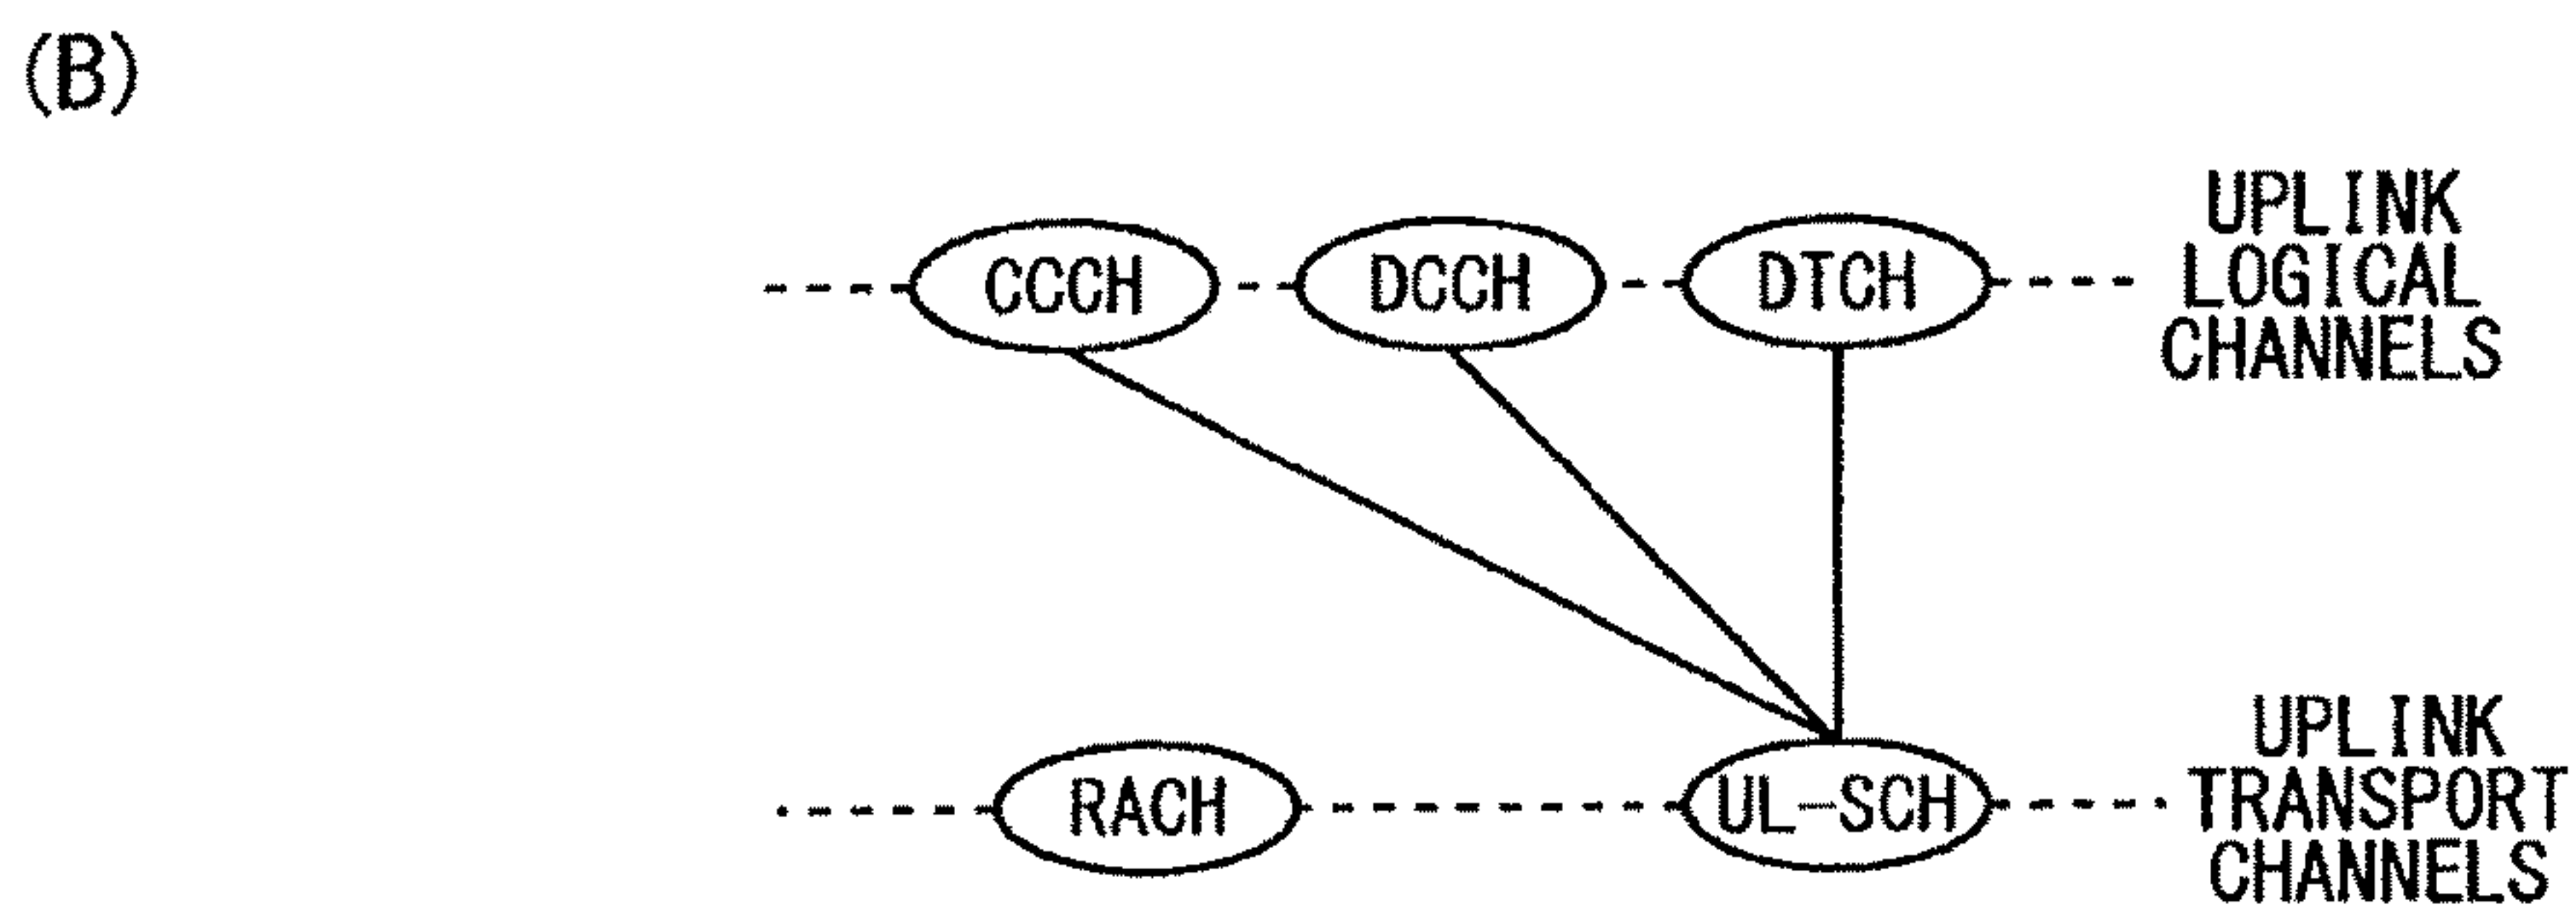 (B)
CCCH
DCCH
DTCH
UPLINK
LOGICAL
CHANNELS
RACH
UL-SCH
UPLINK
TRANSPORT
CHANNELS